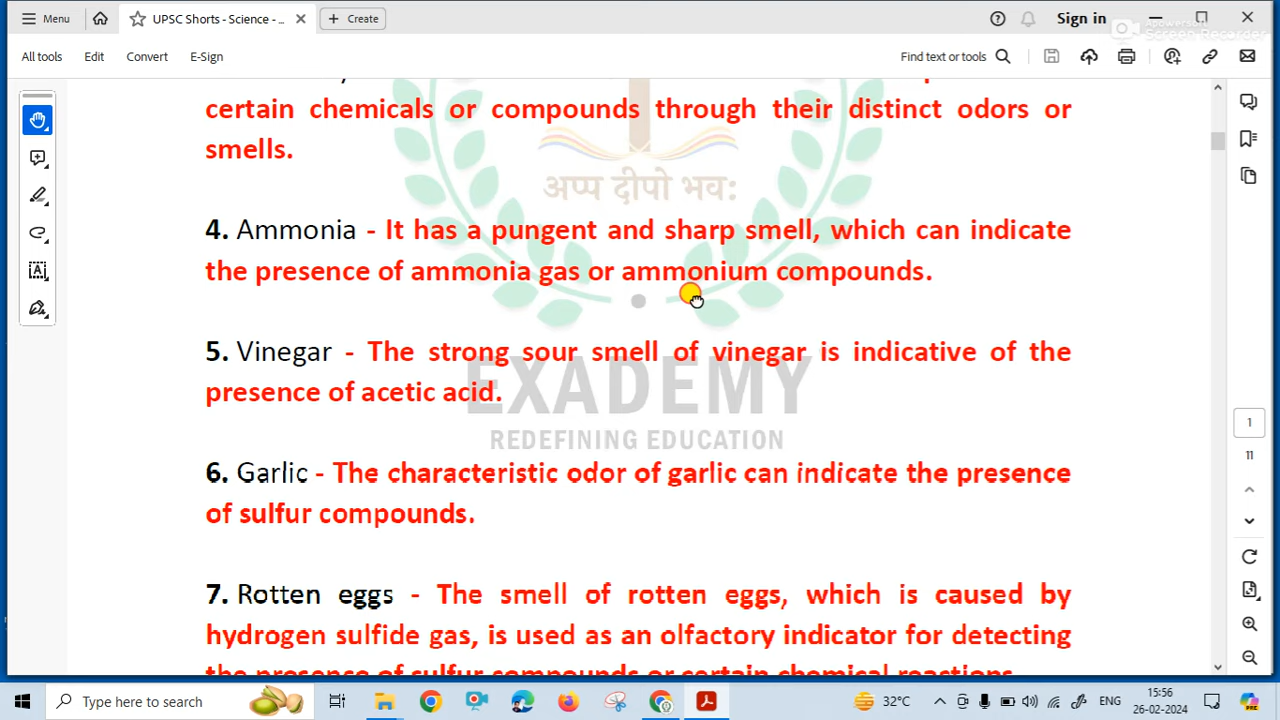 Menu
UPSC Shorts - Science - ...
Create
Sign in
Apowersoft
Screen Recorder
All tools
Edit
Convert
E-Sign
Find text or tools
certain chemicals or compounds through their distinct odors or
smells.
अप्प दीपो भव:
4. Ammonia - It has a pungent and sharp smell, which can indicate
the presence of ammonia gas or ammonium compounds.
5. Vinegar - The strong sour smell of vinegar is indicative of the
presence of acetic acid.
EXADEMY
REDEFINING EDUCATION
6. Garlic - The characteristic odor of garlic can indicate the presence
of sulfur compounds.
7. Rotten eggs - The smell of rotten eggs, which is caused by
hydrogen sulfide gas, is used as an olfactory indicator for detecting
the presence of sulfur compounds or certain chemical reactions.
1
11
Type here to search
32°C
ENG
15:56
26-02-2024